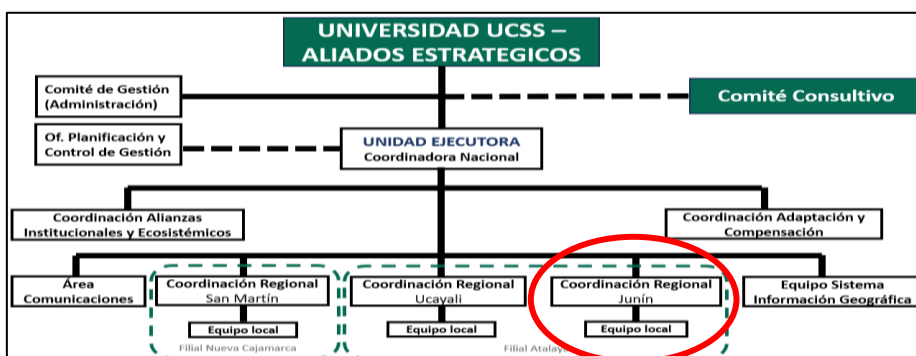 UNIVERSIDAD UCSS –
ALIADOS ESTRATEGICOS
Comité de Gestión
(Administración)
Comité Consultivo
Of. Planificación y
Control de Gestión
UNIDAD EJECUTORA
Coordinadora Nacional
Coordinación Alianzas
Institucionales y Ecosistémicos
Coordinación Adaptación y
Compensación
Área
Comunicaciones
Coordinación Regional
San Martín
Coordinación Regional
Ucayali
Coordinación Regional
Junín
Equipo Sistema
Información Geográfica
Equipo local
Equipo local
Equipo local
Filial Nueva Cajamarca
Filial Atalaya